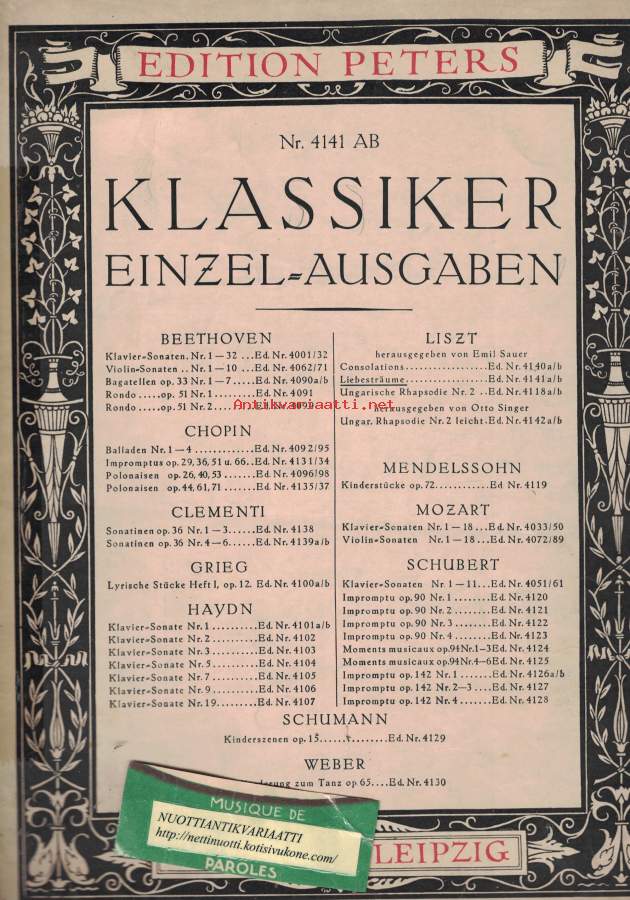 EDITION PETERS
Nr. 4141 AB
KLASSIKER
EINZEL-AUSGABEN
BEETHOVEN
Klavier-Sonaten. Nr. 1—32 ...Ed. Nr. 4001/32
Violin-Sonaten .. Nr. 1—10 ...Ed. Nr. 4062/71
Bagatellen op. 33 Nr. 1—7.....Ed. Nr. 4090a/b
Rondo .....op. 51 Nr. 1........Ed. Nr. 4091
Rondo .....op. 51 Nr. 2
Antikvariaatti.net
CHOPIN
Balladen Nr. 1—4 .............Ed. Nr. 4092/95
Impromptus op. 29, 36, 51 u. 66..Ed. Nr. 4131/34
Polonaisen op. 26, 40, 53 .......Ed. Nr. 4096/98
Polonaisen op. 44, 61, 71 .......Ed. Nr. 4135/37
CLEMENTI
Sonatinen op. 36 Nr. 1—3......Ed. Nr. 4138
Sonatinen op. 36 Nr. 4—6......Ed. Nr. 4139a/b
GRIEG
Lyrische Stücke Heft I, op. 12. Ed. Nr. 4100a/b
HAYDN
Klavier-Sonate Nr. 1..........Ed. Nr. 4101a/b
Klavier-Sonate Nr. 2..........Ed. Nr. 4102
Klavier-Sonate Nr. 3..........Ed. Nr. 4103
Klavier-Sonate Nr. 5..........Ed. Nr. 4104
Klavier-Sonate Nr. 7..........Ed. Nr. 4105
Klavier-Sonate Nr. 9..........Ed. Nr. 4106
Klavier-Sonate Nr. 19.........Ed. Nr. 4107
LISZT
herausgegeben von Emil Sauer
Consolations....................Ed. Nr. 4140a/b
Liebesträume....................Ed. Nr. 4141a/b
Ungarische Rhapsodie Nr. 2 ..Ed. Nr. 4118a/b
herausgegeben von Otto Singer
Ungar. Rhapsodie Nr. 2 leicht. Ed. Nr. 4142a/b
MENDELSSOHN
Kinderstücke op. 72...........Ed Nr. 4119
MOZART
Klavier-Sonaten Nr. 1—18...Ed. Nr. 4033/50
Violin-Sonaten Nr. 1—18...Ed. Nr. 4072/89
SCHUBERT
Klavier-Sonaten Nr. 1—11...Ed. Nr. 4051/61
Impromptu op. 90 Nr. 1 .......Ed. Nr. 4120
Impromptu op. 90 Nr. 2 .......Ed. Nr. 4121
Impromptu op. 90 Nr. 3 .......Ed. Nr. 4122
Impromptu op. 90 Nr. 4 .......Ed. Nr. 4123
Moments musicaux op. 94 Nr. 1—3 Ed. Nr. 4124
Moments musicaux op. 94 Nr. 4—6 Ed. Nr. 4125
Impromptu op. 142 Nr. 1 ......Ed. Nr. 4126a/b
Impromptu op. 142 Nr. 2—3 ....Ed. Nr. 4127
Impromptu op. 142 Nr. 4 ......Ed. Nr. 4128
SCHUMANN
Kinderszenen op. 15............Ed. Nr. 4129
WEBER
zum Tanz op. 65....Ed. Nr. 4130
MUSIQUE DE
NUOTTIANTIKVARIAATTI
http://nettinuotti.kotisivukone.com/
PAROLES
LEIPZIG